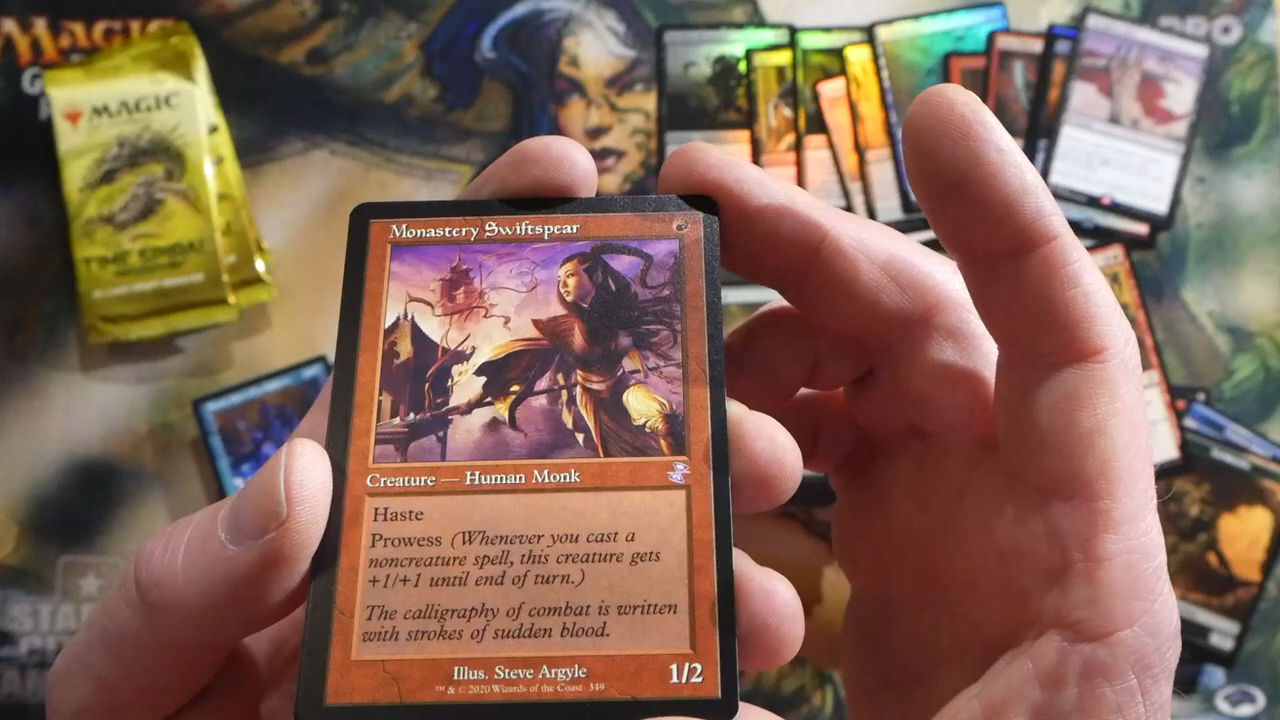 MAGIC
PRO
MAGIC
Monastery Swiftspear
Creature — Human Monk
Haste
Prowess (Whenever you cast a
noncreature spell, this creature gets
+1/+1 until end of turn.)
The calligraphy of combat is written
with strokes of sudden blood.
Illus. Steve Argyle
1/2
™ & © 2020 Wizards of the Coast 349
STAR